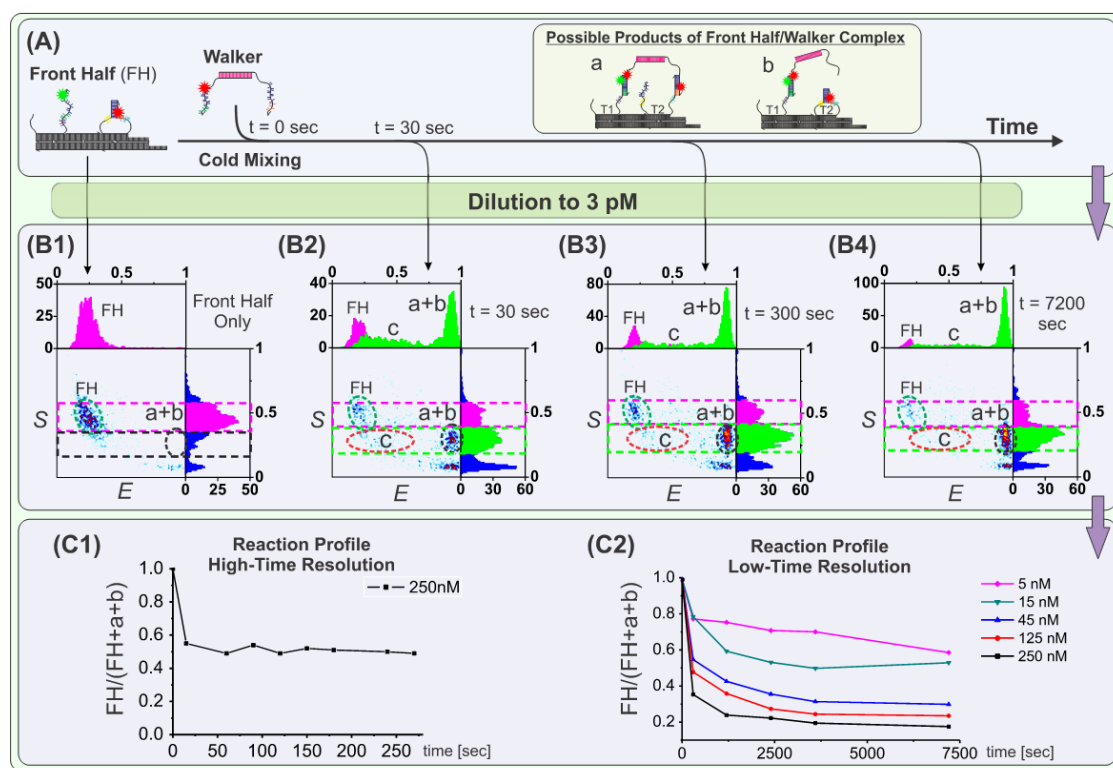 (A)
Front Half (FH)
Walker
t = 0 sec
t = 30 sec
Cold Mixing
Possible Products of Front Half/Walker Complex
a
b
T1
T2
T1
T2
Time
Dilution to 3 pM
(B1)
0 0.5 1
50
25
0
FH
Front Half
Only
1
0.5
0
S
FH
a+b
E
0 25 50
(B2)
0 0.5 1
40
20
0
FH
c
a+b
t = 30 sec
1
0.5
0
S
FH
a+b
c
E
0 30 60
(B3)
0 0.5 1
80
40
0
FH
c
a+b
t = 300 sec
1
0.5
0
S
FH
a+b
c
E
0 30 60
(B4)
0 0.5 1
100
50
0
FH
c
a+b
t = 7200
sec
1
0.5
0
S
FH
a+b
c
E
0 30 60
(C1)
Reaction Profile
High-Time Resolution
250nM
FH/(FH+a+b)
1.0
0.8
0.6
0.4
0.2
0.0
0 50 100 150 200 250 time [sec]
(C2)
Reaction Profile
Low-Time Resolution
5 nM
15 nM
45 nM
125 nM
250 nM
FH/(FH+a+b)
1.0
0.8
0.6
0.4
0.2
0 2500 5000 7500 time [sec]